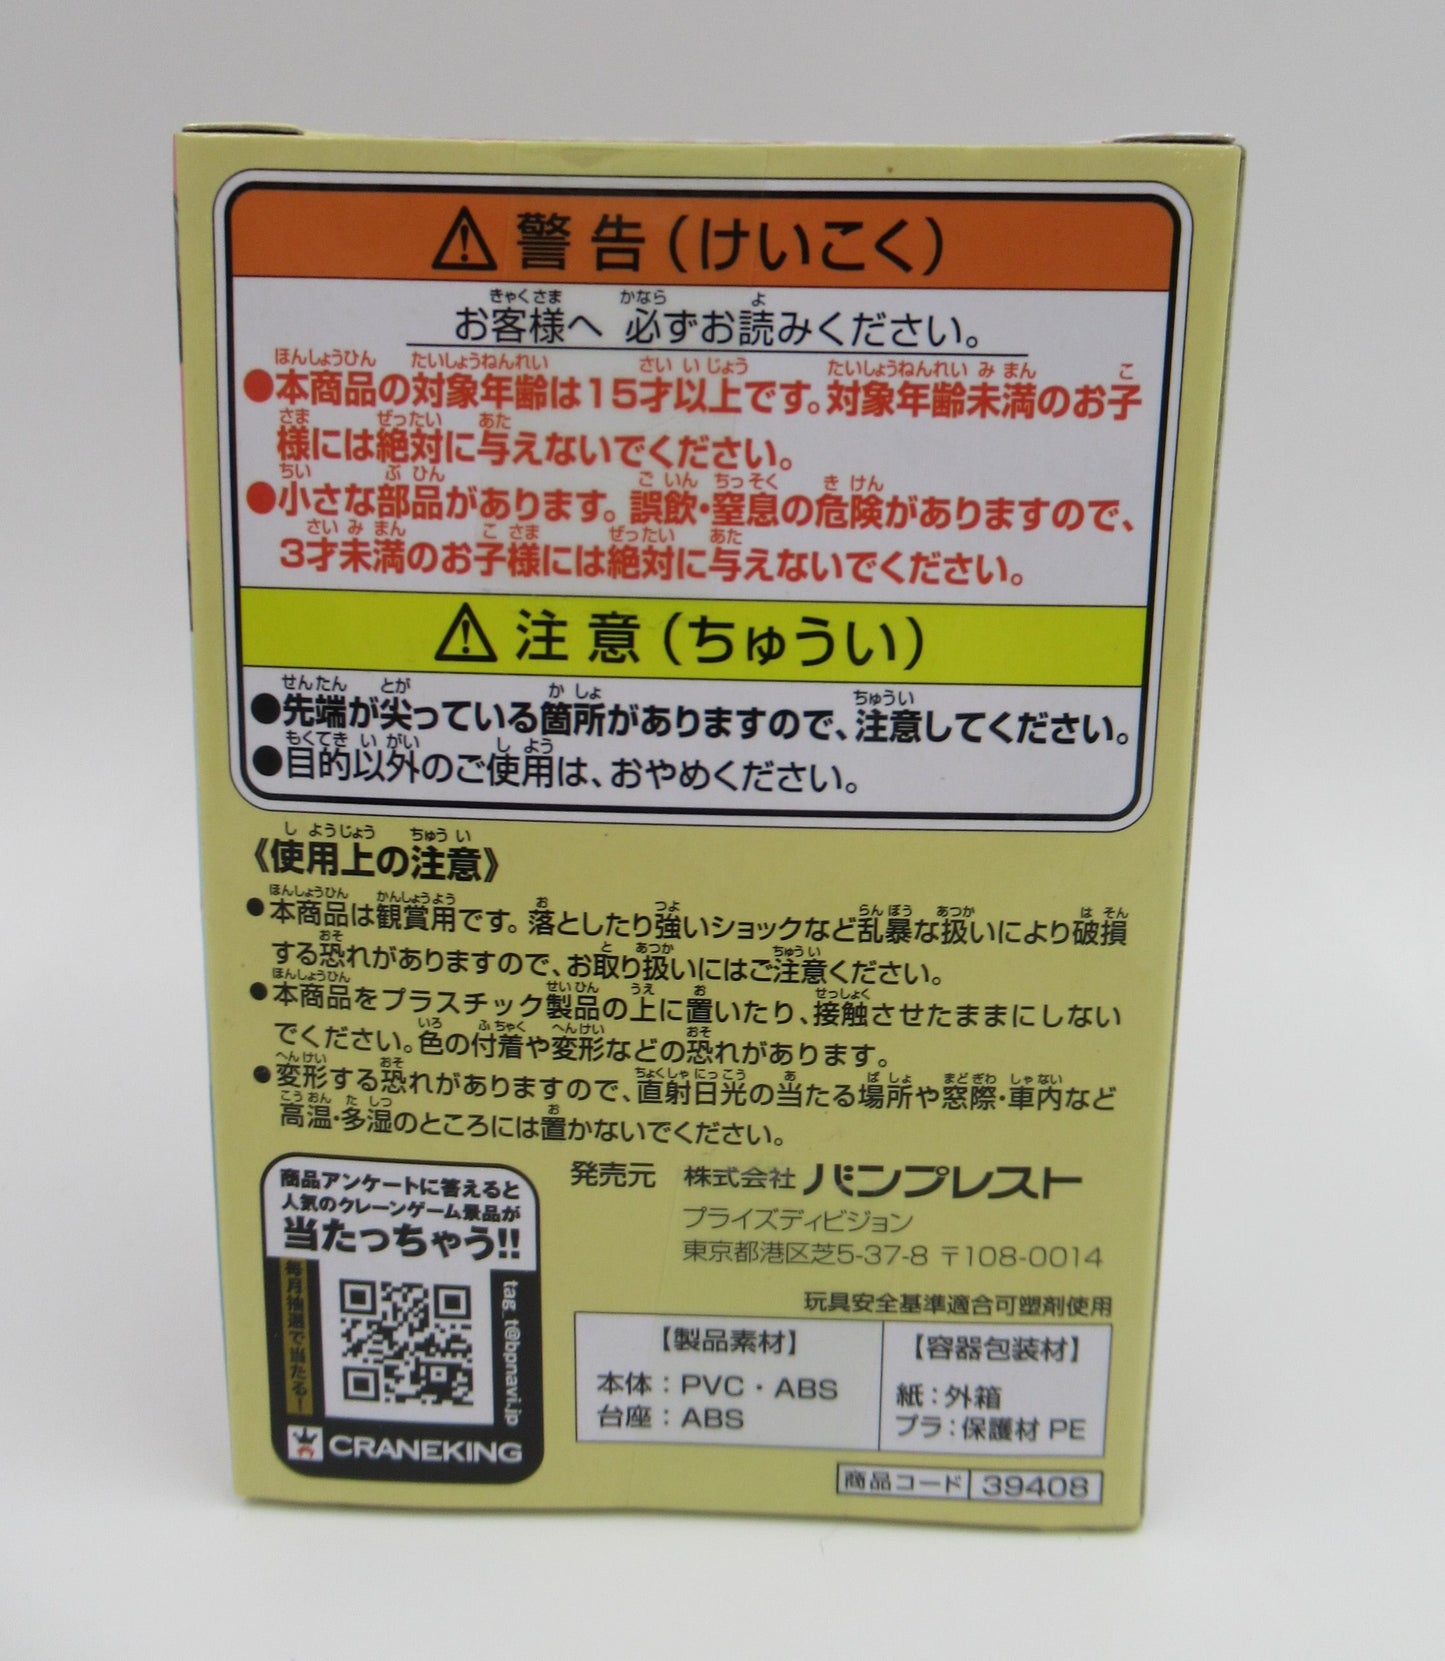 警告(けいこく)
お客様へ 必ずお読みください。
●本商品の対象年齢は15才以上です。対象年齢未満のお子
様には絶対に与えないでください。
●小さな部品があります。誤飲・窒息の危険がありますので、
3才未満のお子様には絶対に与えないでください。
注意(ちゅうい)
●先端が尖っている箇所がありますので、注意してください。
●目的以外のご使用は、おやめください。
《使用上の注意》
●本商品は観賞用です。落としたり強いショックなど乱暴な扱いにより破損
する恐れがありますので、お取り扱いにはご注意ください。
●本商品をプラスチック製品の上に置いたり、接触させたままにしない
でください。色の付着や変形などの恐れがあります。
●変形する恐れがありますので、直射日光の当たる場所や窓際・車内など
高温・多湿のところには置かないでください。
商品アンケートに答えると
人気のクレーンゲーム景品が
当たっちゃう!!
毎月抽選で当たる!
tag_t@bpnavi.jp
CRANEKING
発売元 株式会社 バンプレスト
プライズディビジョン
東京都港区芝5-37-8 〒108-0014
玩具安全基準適合可塑剤使用
【製品素材】
本体:PVC・ABS
台座:ABS
【容器包装材】
紙:外箱
プラ:保護材 PE
商品コード 39408